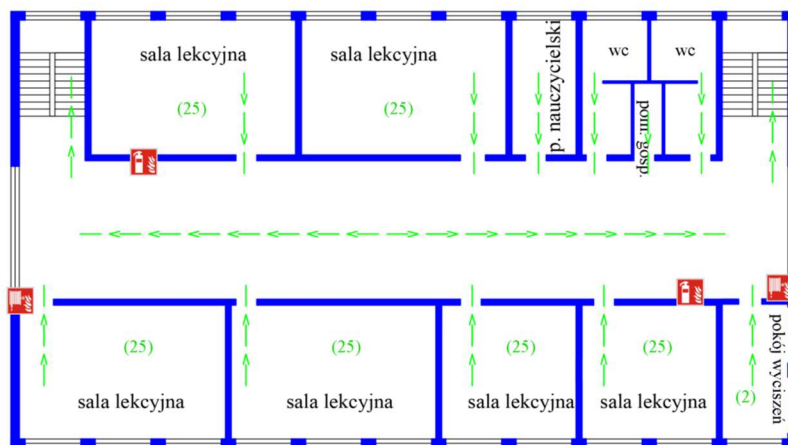 sala lekcyjna
(25)
sala lekcyjna
(25)
p. nauczycielski
wc
wc
pom. gosp.
(25)
sala lekcyjna
(25)
sala lekcyjna
(25)
sala lekcyjna
(25)
sala lekcyjna
(2)
pokój wyciszeń